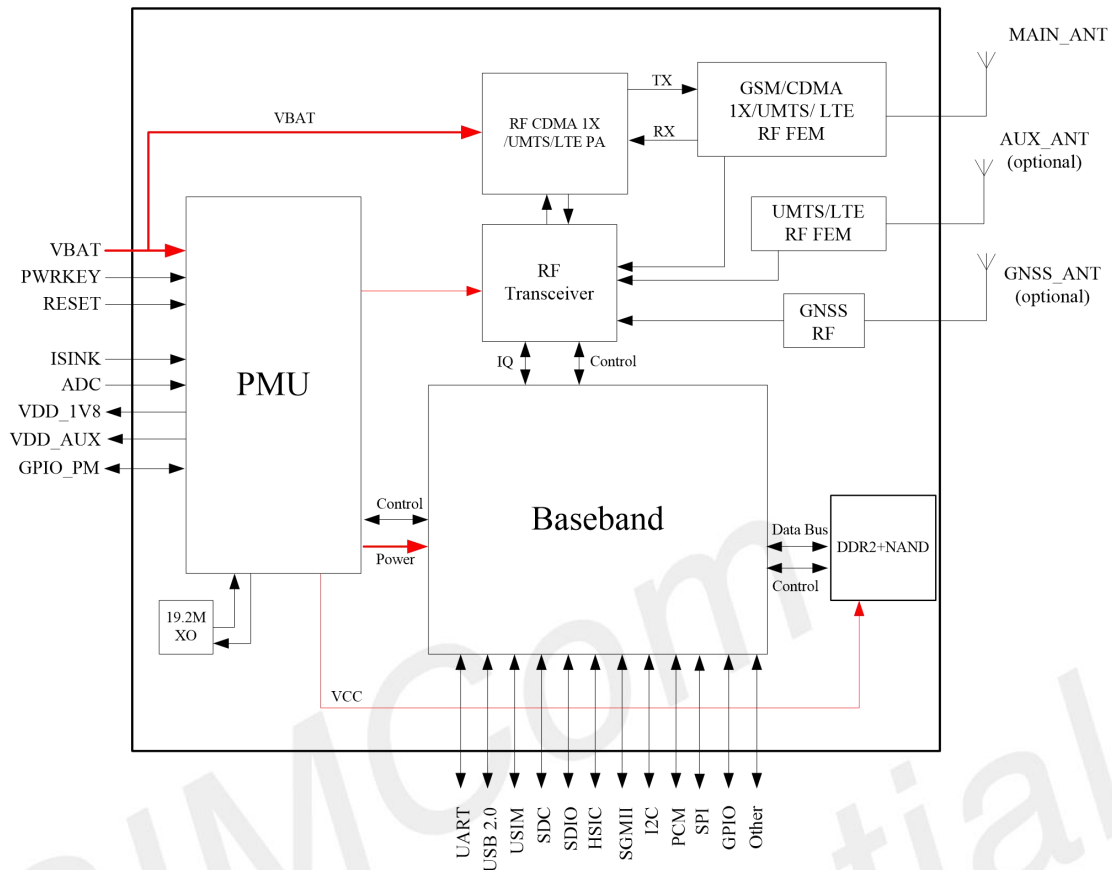 MAIN_ANT
TX
GSM/CDMA
1X/UMTS/ LTE
RF FEM
VBAT
RF CDMA 1X
/UMTS/LTE PA
RX
AUX_ANT
(optional)
UMTS/LTE
RF FEM
VBAT
PWRKEY
RESET
RF
Transceiver
GNSS_ANT
(optional)
GNSS
RF
ISINK
ADC
VDD_1V8
VDD_AUX
GPIO_PM
PMU
IQ
Control
Control
Power
Baseband
Data Bus
Control
DDR2+NAND
19.2M
XO
VCC
UART
USB 2.0
USIM
SDC
SDIO
HSIC
SGMII
I2C
PCM
SPI
GPIO
Other